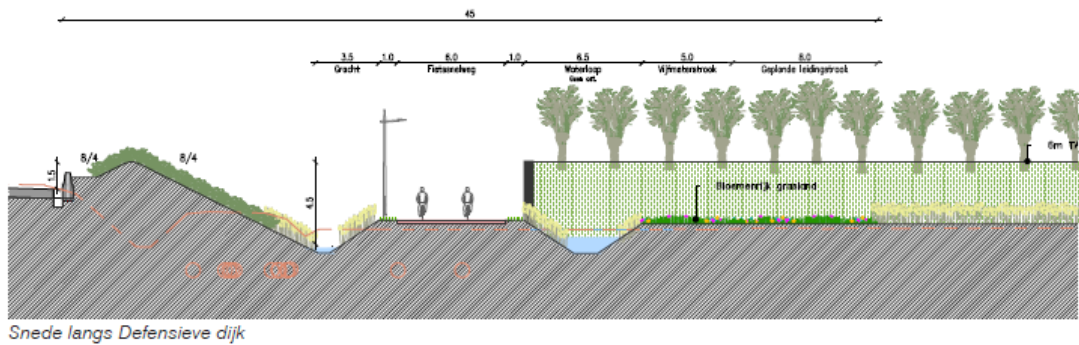 45
3.5 1.0 6.0 1.0 6.5 5.0 8.0
Gracht Fietssnelweg Waterloop Vijfmeterstrook Geplande leidingstrook
8/4 8/4
6m TA
1.5
4.5
Bloemenrijk grasland
Snede langs Defensieve dijk